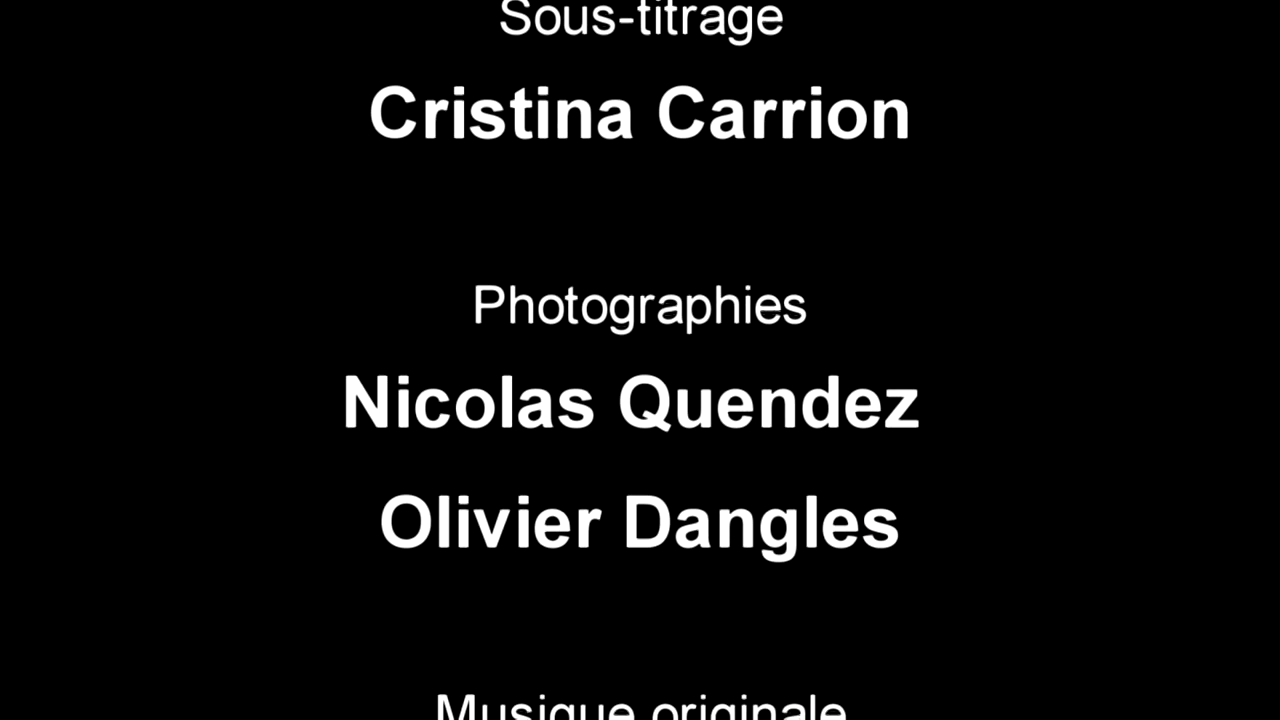 Sous-titrage
Cristina Carrion
Photographies
Nicolas Quendez
Olivier Dangles
Musique originale